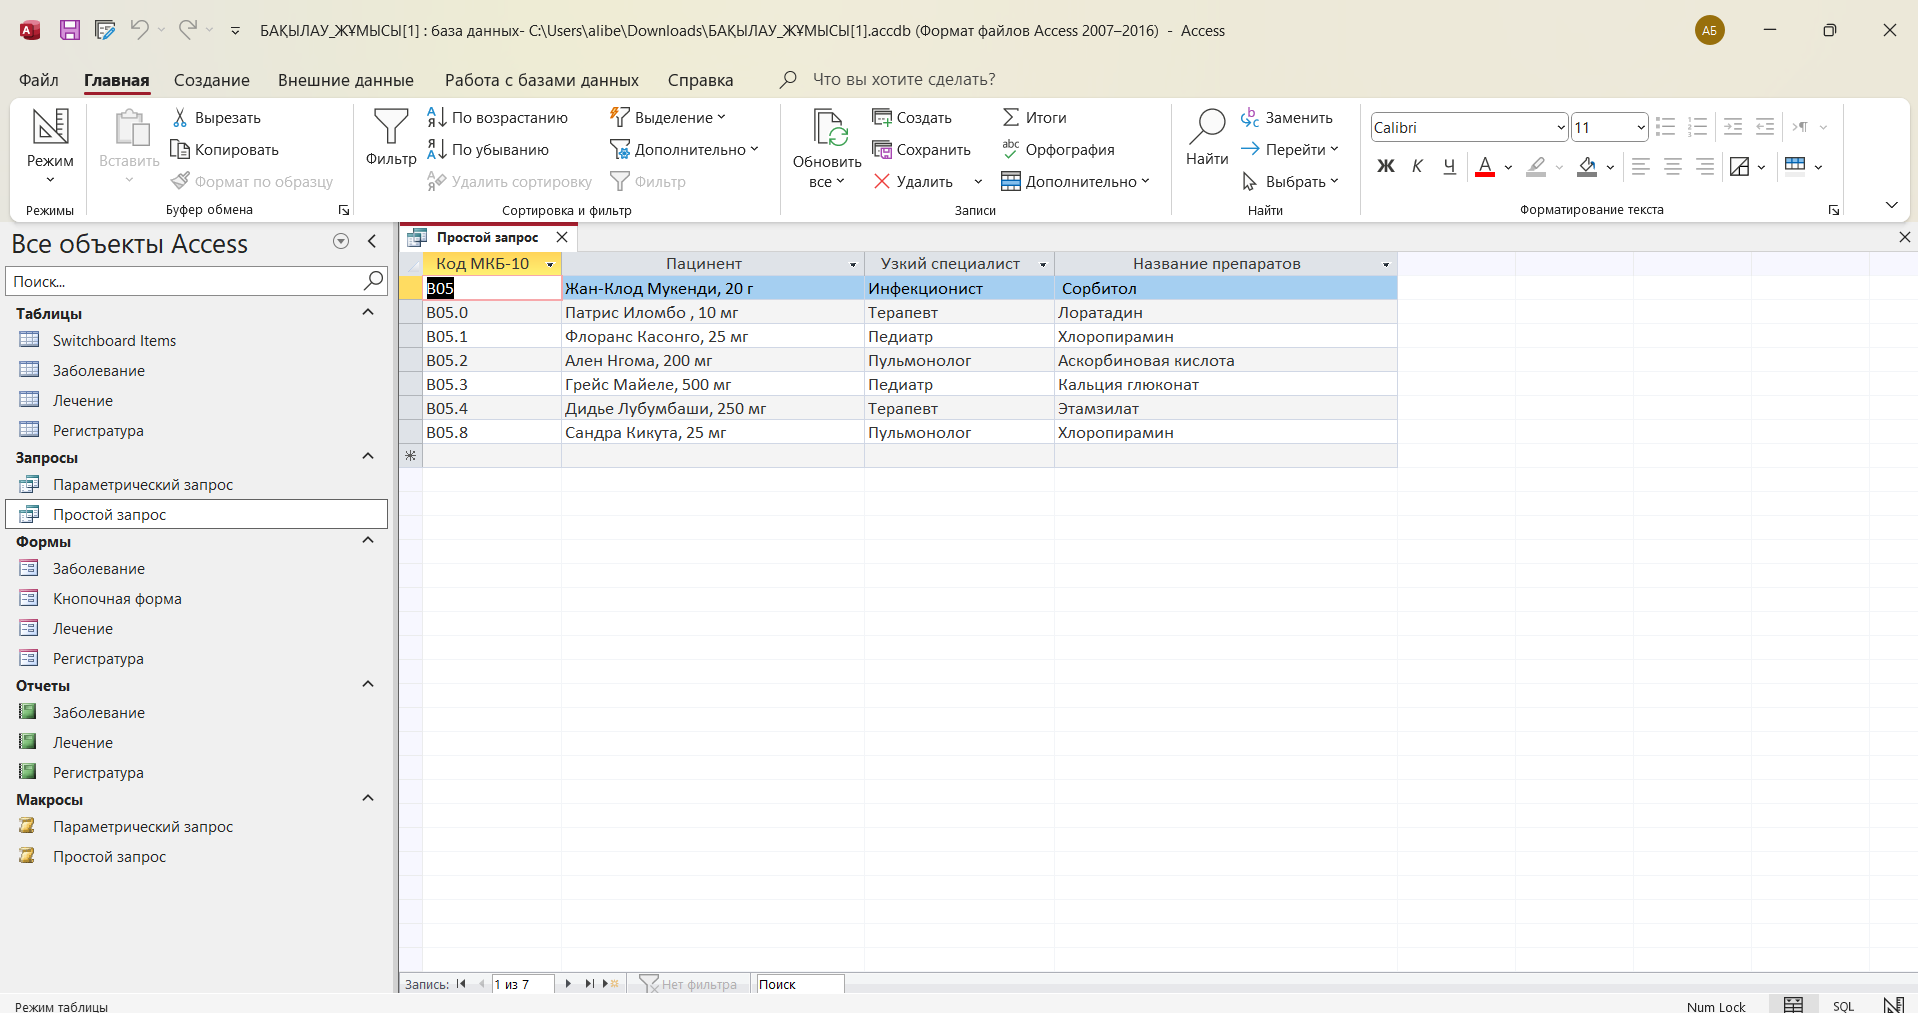 БАҚЫЛАУ_ЖҰМЫСЫ[1] : база данных- C:\Users\alibe\Downloads\БАҚЫЛАУ_ЖҰМЫСЫ[1].accdb (Формат файлов Access 2007–2016) - Access
АБ
Файл Главная Создание Внешние данные Работа с базами данных Справка Что вы хотите сделать?
Режим
Режимы
Вставить
Вырезать
Копировать
Формат по образцу
Буфер обмена
Фильтр
По возрастанию
По убыванию
Удалить сортировку
Выделение
Дополнительно
Фильтр
Сортировка и фильтр
Обновить
все
Создать
Сохранить
Удалить
Итоги
Орфография
Дополнительно
Записи
Найти
Заменить
Перейти
Выбрать
Найти
Calibri 11
Ж К Ч А
Форматирование текста
Все объекты Access
Поиск...
Таблицы
Switchboard Items
Заболевание
Лечение
Регистратура
Запросы
Параметрический запрос
Простой запрос
Формы
Заболевание
Кнопочная форма
Лечение
Регистратура
Отчеты
Заболевание
Лечение
Регистратура
Макросы
Параметрический запрос
Простой запрос
Простой запрос
Код МКБ-10 Пацинент Узкий специалист Название препаратов
B05 Жан-Клод Мукенди, 20 г Инфекционист Сорбитол
B05.0 Патрис Иломбо , 10 мг Терапевт Лоратадин
B05.1 Флоранс Касонго, 25 мг Педиатр Хлоропирамин
B05.2 Ален Нгома, 200 мг Пульмонолог Аскорбиновая кислота
B05.3 Грейс Майеле, 500 мг Педиатр Кальция глюконат
B05.4 Дидье Лубумбаши, 250 мг Терапевт Этамзилат
B05.8 Сандра Кикута, 25 мг Пульмонолог Хлоропирамин
Запись: 1 из 7 Нет фильтра Поиск
Режим таблицы Num Lock SQL